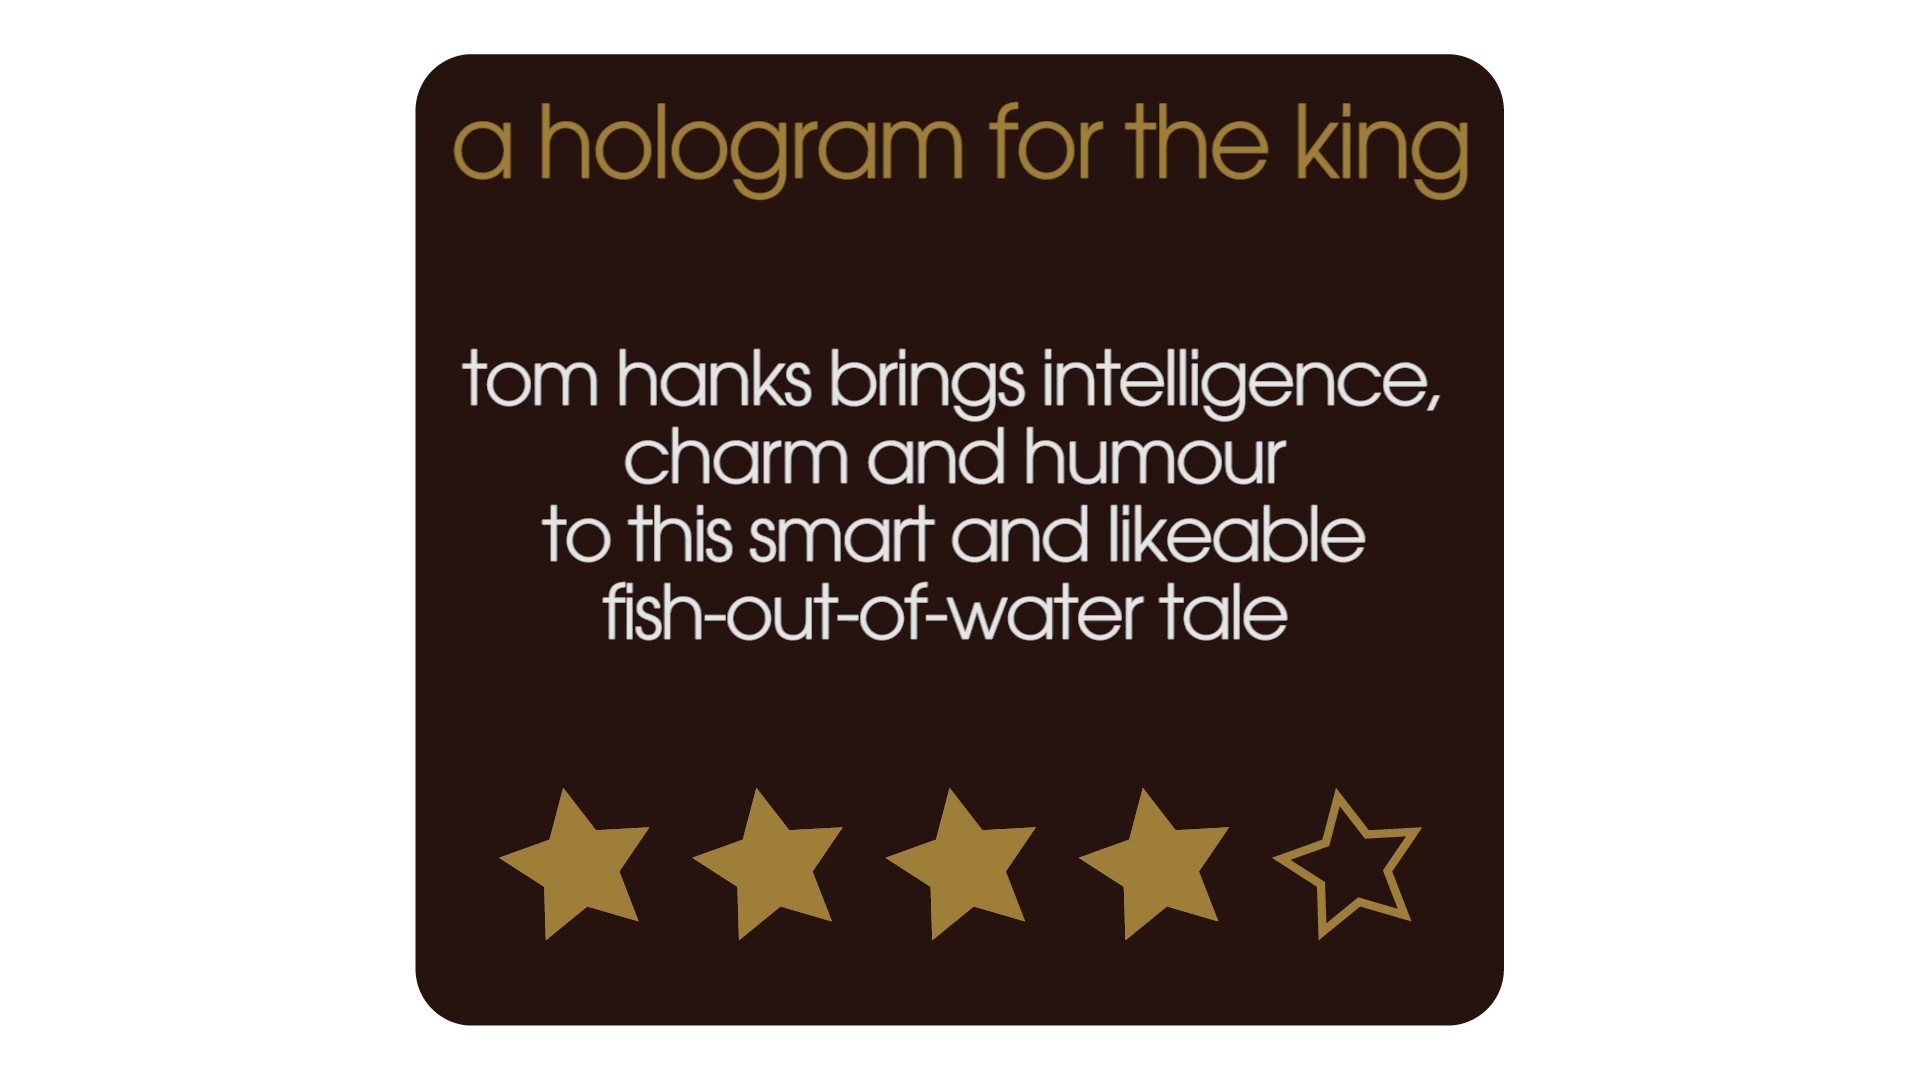 a hologram for the king
tom hanks brings intelligence,
charm and humour
to this smart and likeable
fish-out-of-water tale